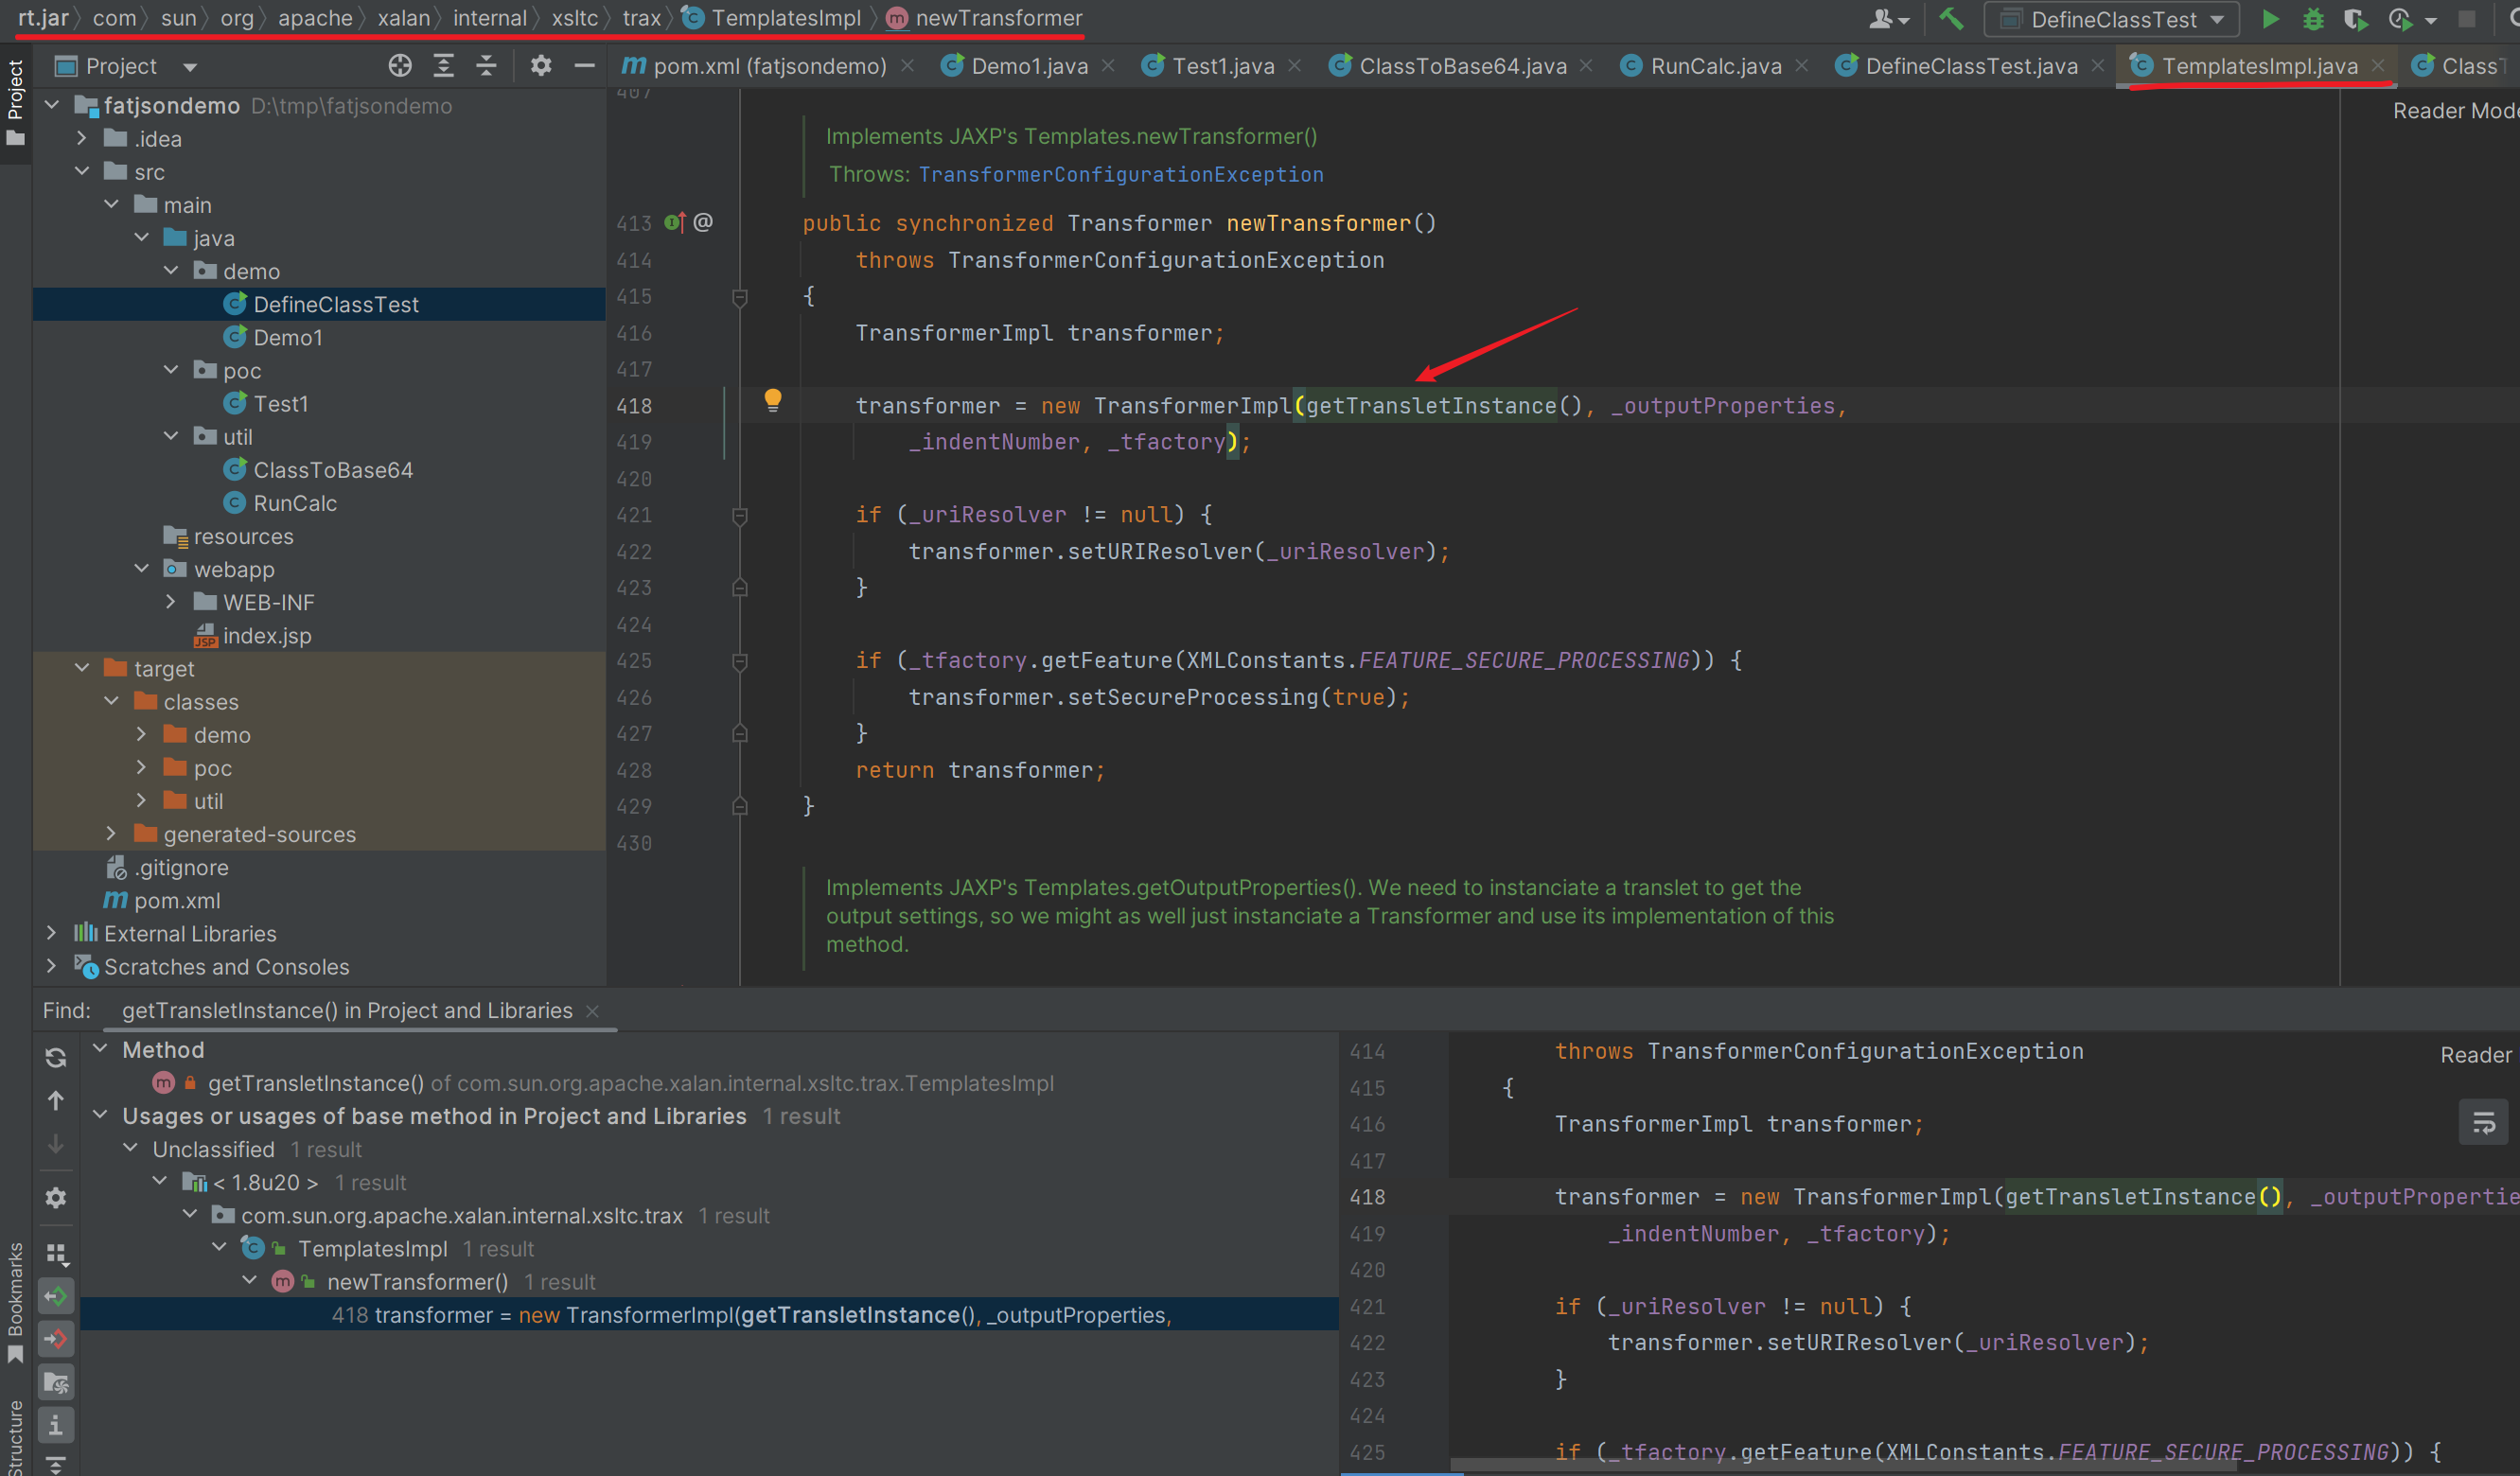 rt.jar com sun org apache xalan internal xsltc trax TemplatesImpl newTransformer
DefineClassTest
Project
pom.xml (fatjsondemo) Demo1.java Test1.java ClassToBase64.java RunCalc.java DefineClassTest.java TemplatesImpl.java
Project
fatjsondemo D:\tmp\fatjsondemo
.idea
src
main
java
demo
DefineClassTest
Demo1
poc
Test1
util
ClassToBase64
RunCalc
resources
webapp
WEB-INF
index.jsp
target
classes
demo
poc
util
generated-sources
.gitignore
pom.xml
External Libraries
Scratches and Consoles
407
Reader Mode
Implements JAXP's Templates.newTransformer()
Throws: TransformerConfigurationException
413 public synchronized Transformer newTransformer()
414 throws TransformerConfigurationException
415 {
416 TransformerImpl transformer;
417
418 transformer = new TransformerImpl(getTransletInstance(), _outputProperties,
419 _indentNumber, _tfactory);
420
421 if (_uriResolver != null) {
422 transformer.setURIResolver(_uriResolver);
423 }
424
425 if (_tfactory.getFeature(XMLConstants.FEATURE_SECURE_PROCESSING)) {
426 transformer.setSecureProcessing(true);
427 }
428 return transformer;
429 }
430
Implements JAXP's Templates.getOutputProperties(). We need to instanciate a translet to get the
output settings, so we might as well just instanciate a Transformer and use its implementation of this
method.
Find: getTransletInstance() in Project and Libraries
Method
getTransletInstance() of com.sun.org.apache.xalan.internal.xsltc.trax.TemplatesImpl
Usages or usages of base method in Project and Libraries 1 result
Unclassified 1 result
< 1.8u20 > 1 result
com.sun.org.apache.xalan.internal.xsltc.trax 1 result
TemplatesImpl 1 result
newTransformer() 1 result
418 transformer = new TransformerImpl(getTransletInstance(), _outputProperties,
414 throws TransformerConfigurationException
Reader
415 {
416 TransformerImpl transformer;
417
418 transformer = new TransformerImpl(getTransletInstance(), _outputPropertie
419 _indentNumber, _tfactory);
420
421 if (_uriResolver != null) {
422 transformer.setURIResolver(_uriResolver);
423 }
424
425 if (_tfactory.getFeature(XMLConstants.FEATURE_SECURE_PROCESSING)) {
Bookmarks
Structure